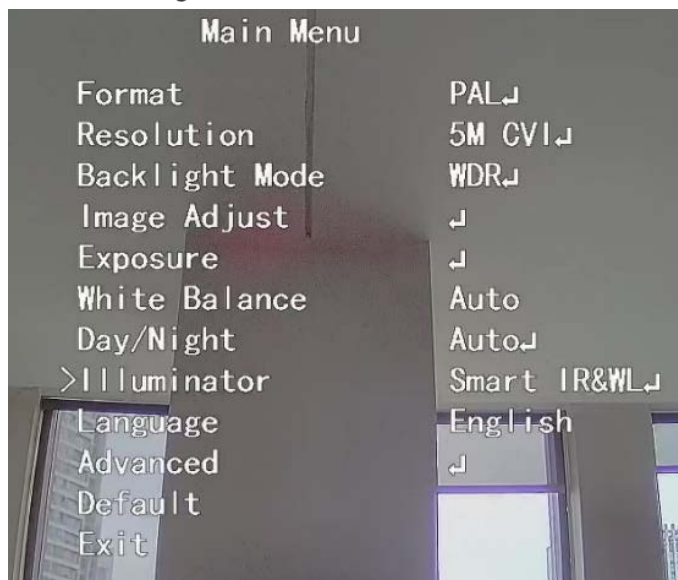 Main Menu
Format PAL↵
Resolution 5M CVI↵
Backlight Mode WDR↵
Image Adjust ↵
Exposure ↵
White Balance Auto
Day/Night Auto↵
>Illuminator Smart IR&WL↵
Language English
Advanced ↵
Default
Exit